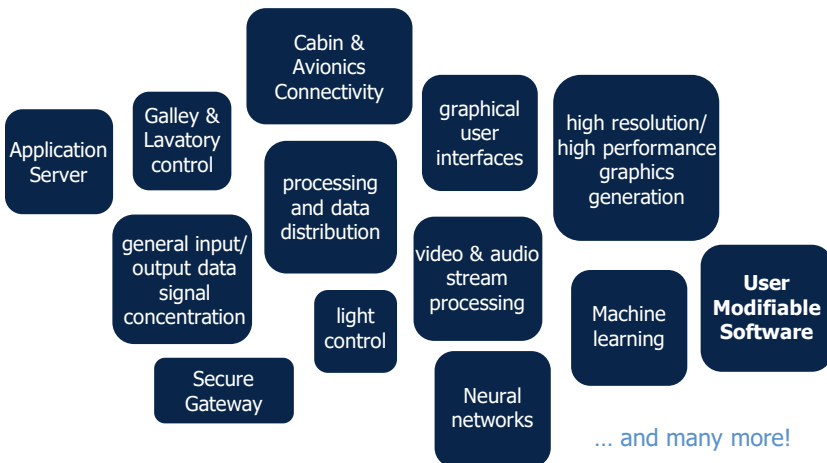 Cabin &
Avionics
Connectivity
Galley &
Lavatory
control
Application
Server
graphical
user
interfaces
high resolution/
high performance
graphics
generation
processing
and data
distribution
general input/
output data
signal
concentration
video & audio
stream
processing
light
control
Machine
learning
User
Modifiable
Software
Secure
Gateway
Neural
networks
... and many more!